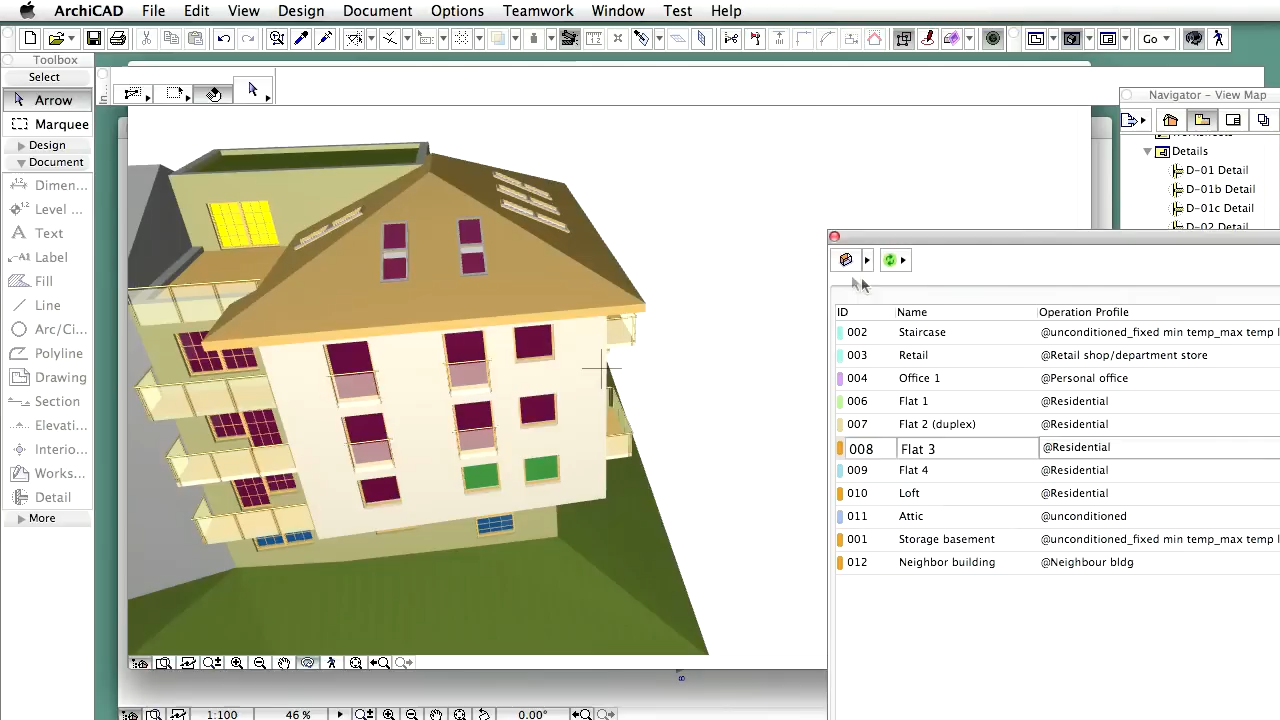 ArchiCAD File Edit View Design Document Options Teamwork Window Test Help
Go
Toolbox
Select
Arrow
Marquee
Design
Document
Dimen...
Level ...
Text
Label
Fill
Line
Arc/Ci...
Polyline
Drawing
Section
Elevati...
Interio...
Works...
Detail
More
Navigator - View Map
Details
D-01 Detail
D-01b Detail
D-01c Detail
D-02 Detail
ID Name Operation Profile
002 Staircase @unconditioned_fixed min temp_max temp l
003 Retail @Retail shop/department store
004 Office 1 @Personal office
006 Flat 1 @Residential
007 Flat 2 (duplex) @Residential
008 Flat 3 @Residential
009 Flat 4 @Residential
010 Loft @Residential
011 Attic @unconditioned
001 Storage basement @unconditioned_fixed min temp_max temp l
012 Neighbor building @Neighbour bldg
1:100 46 % 0.00°